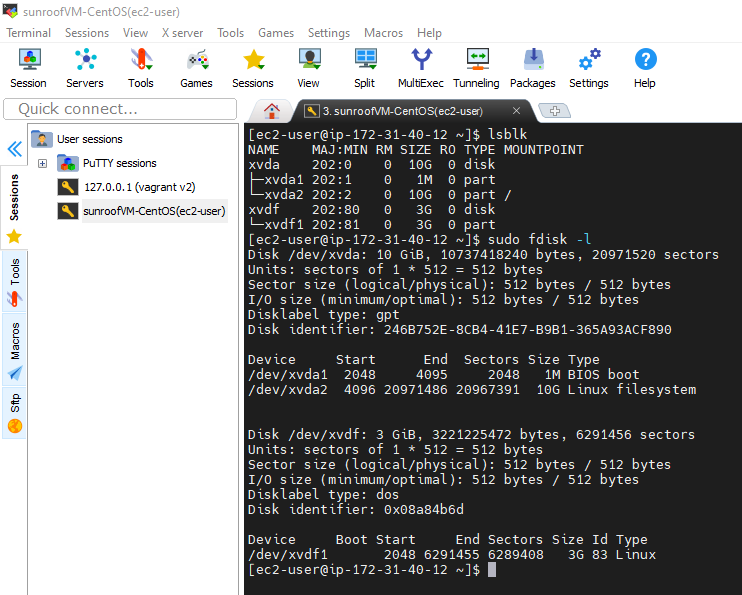 sunroofVM-CentOS(ec2-user)
Terminal Sessions View X server Tools Games Settings Macros Help
Session Servers Tools Games Sessions View Split MultiExec Tunneling Packages Settings Help
Quick connect...
3. sunroofVM-CentOS(ec2-user)
User sessions
PuTTY sessions
127.0.0.1 (vagrant v2)
sunroofVM-CentOS(ec2-user)
Sessions
Tools
Macros
Sftp
[ec2-user@ip-172-31-40-12 ~]$ lsblk
NAME    MAJ:MIN RM SIZE RO TYPE MOUNTPOINT
xvda    202:0    0  10G  0 disk
├─xvda1 202:1    0   1M  0 part
└─xvda2 202:2    0  10G  0 part /
xvdf    202:80   0   3G  0 disk
└─xvdf1 202:81   0   3G  0 part
[ec2-user@ip-172-31-40-12 ~]$ sudo fdisk -l
Disk /dev/xvda: 10 GiB, 10737418240 bytes, 20971520 sectors
Units: sectors of 1 * 512 = 512 bytes
Sector size (logical/physical): 512 bytes / 512 bytes
I/O size (minimum/optimal): 512 bytes / 512 bytes
Disklabel type: gpt
Disk identifier: 246B752E-8CB4-41E7-B9B1-365A93ACF890
Device     Start      End  Sectors Size Type
/dev/xvda1  2048     4095     2048   1M BIOS boot
/dev/xvda2  4096 20971486 20967391  10G Linux filesystem
Disk /dev/xvdf: 3 GiB, 3221225472 bytes, 6291456 sectors
Units: sectors of 1 * 512 = 512 bytes
Sector size (logical/physical): 512 bytes / 512 bytes
I/O size (minimum/optimal): 512 bytes / 512 bytes
Disklabel type: dos
Disk identifier: 0x08a84b6d
Device     Boot Start     End Sectors Size Id Type
/dev/xvdf1       2048 6291455 6289408   3G 83 Linux
[ec2-user@ip-172-31-40-12 ~]$